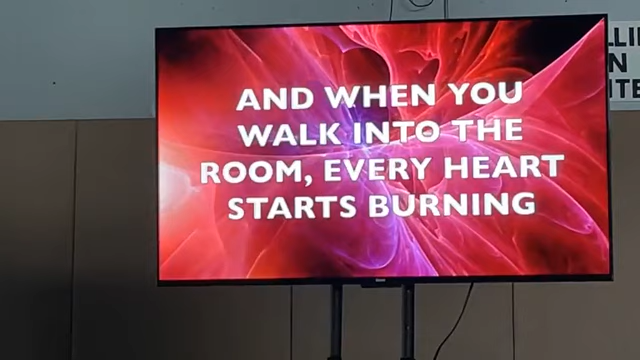 AND WHEN YOU
WALK INTO THE
ROOM, EVERY HEART
STARTS BURNING